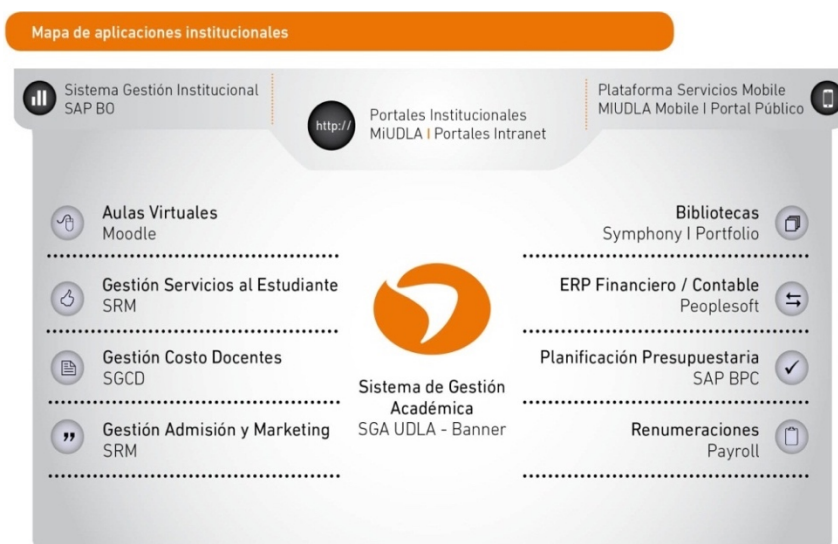 Mapa de aplicaciones institucionales
Sistema Gestión Institucional
SAP BO
http://
Portales Institucionales
MiUDLA I Portales Intranet
Plataforma Servicios Mobile
MIUDLA Mobile I Portal Público
Aulas Virtuales
Moodle
Gestión Servicios al Estudiante
SRM
Gestión Costo Docentes
SGCD
Gestión Admisión y Marketing
SRM
Sistema de Gestión
Académica
SGA UDLA - Banner
Bibliotecas
Symphony I Portfolio
ERP Financiero / Contable
Peoplesoft
Planificación Presupuestaria
SAP BPC
Renumeraciones
Payroll